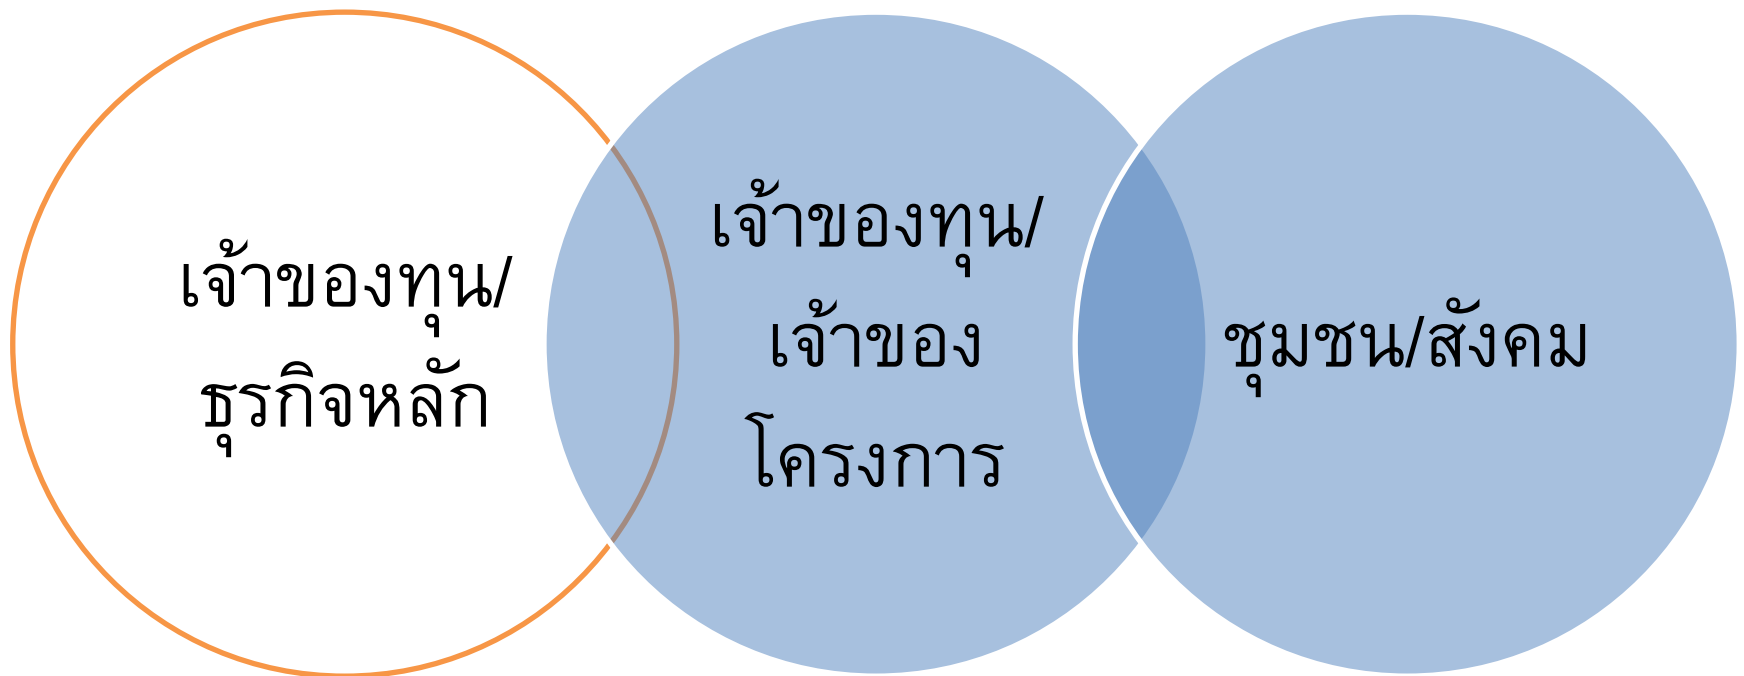 เจ้าของทุน/
ธุรกิจหลัก
เจ้าของทุน/
เจ้าของ
โครงการ
ชุมชน/สังคม